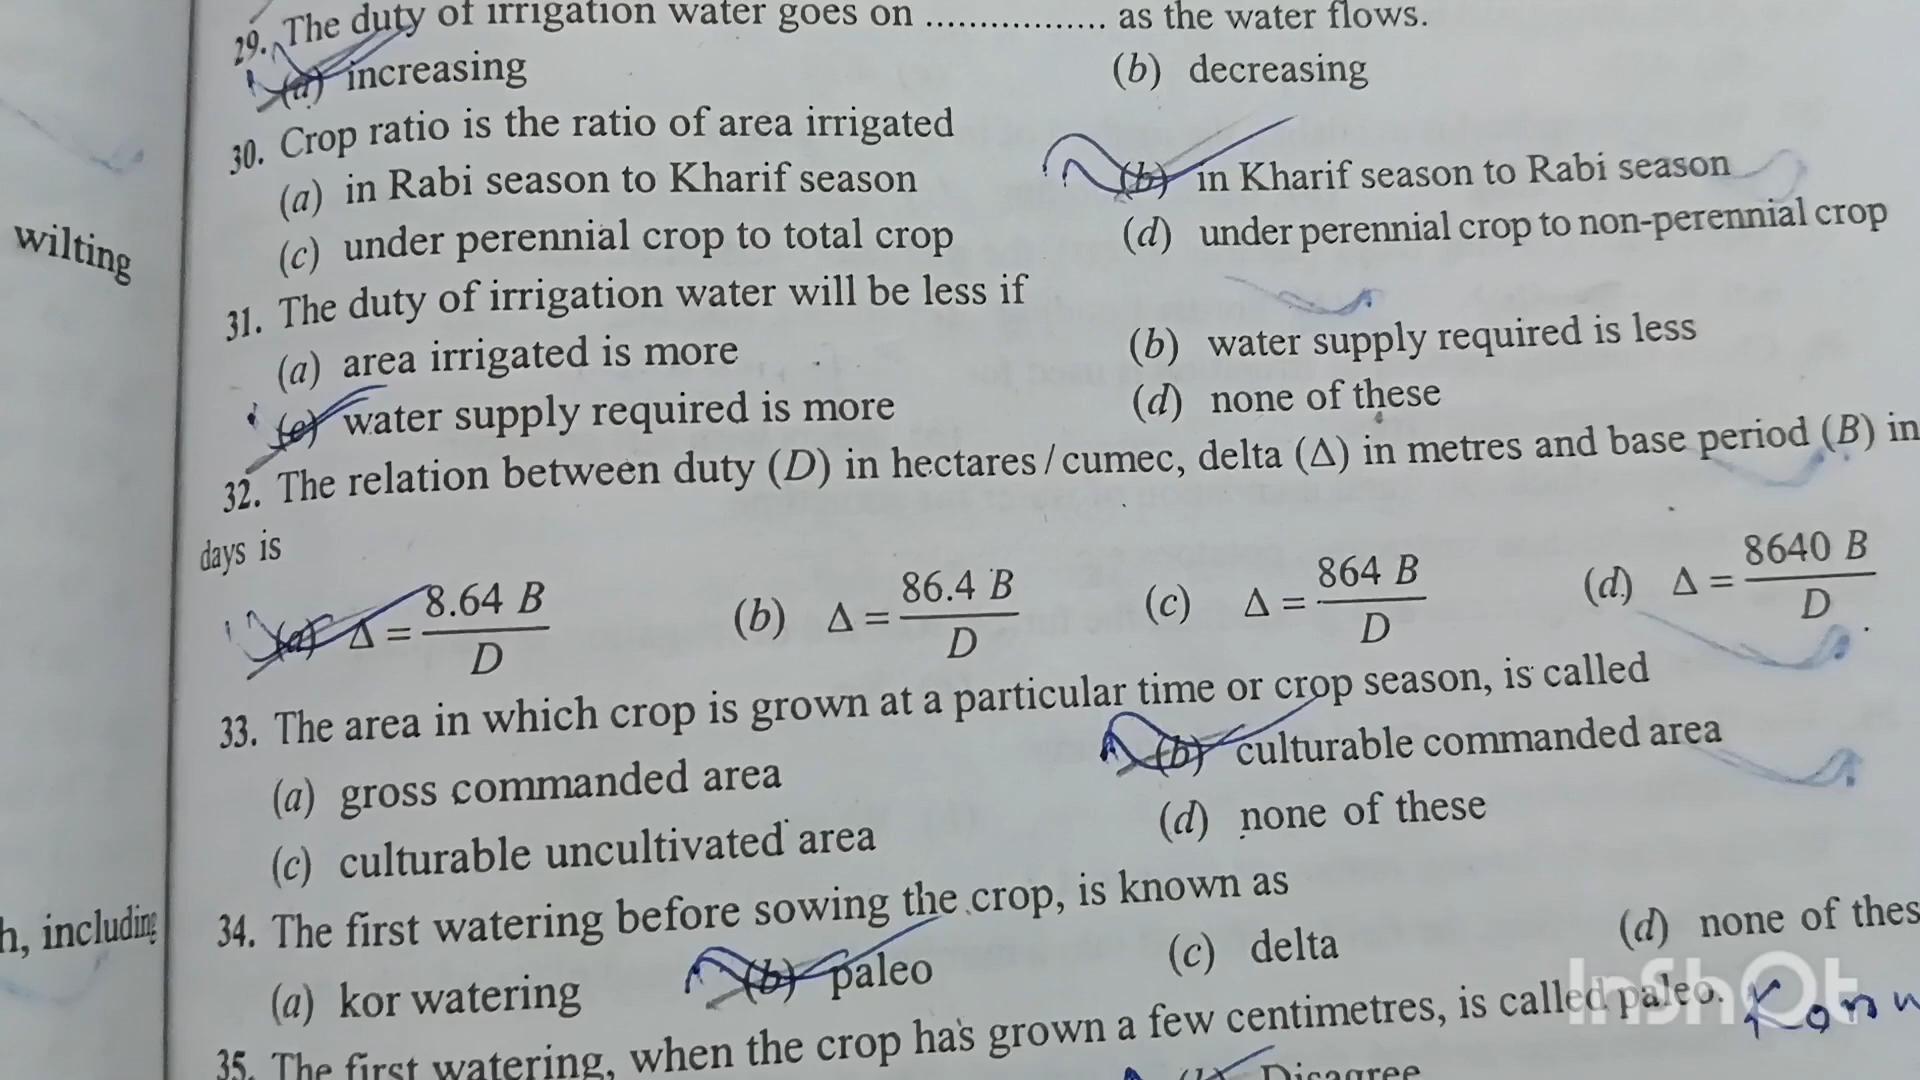 29. The duty of irrigation water goes on ................. as the water flows.
(a) increasing (b) decreasing
30. Crop ratio is the ratio of area irrigated
(a) in Rabi season to Kharif season (b) in Kharif season to Rabi season
(c) under perennial crop to total crop (d) under perennial crop to non-perennial crop
31. The duty of irrigation water will be less if
(a) area irrigated is more (b) water supply required is less
(c) water supply required is more (d) none of these
32. The relation between duty (D) in hectares / cumec, delta (Δ) in metres and base period (B) in
days is
(a) Δ = 8.64 B / D (b) Δ = 86.4 B / D (c) Δ = 864 B / D (d) Δ = 8640 B / D
33. The area in which crop is grown at a particular time or crop season, is called
(a) gross commanded area (b) culturable commanded area
(c) culturable uncultivated area (d) none of these
34. The first watering before sowing the crop, is known as
(a) kor watering (b) paleo (c) delta (d) none of thes
35. The first watering, when the crop has grown a few centimetres, is called paleo.
Disagree
wilting
h, including
InShOt